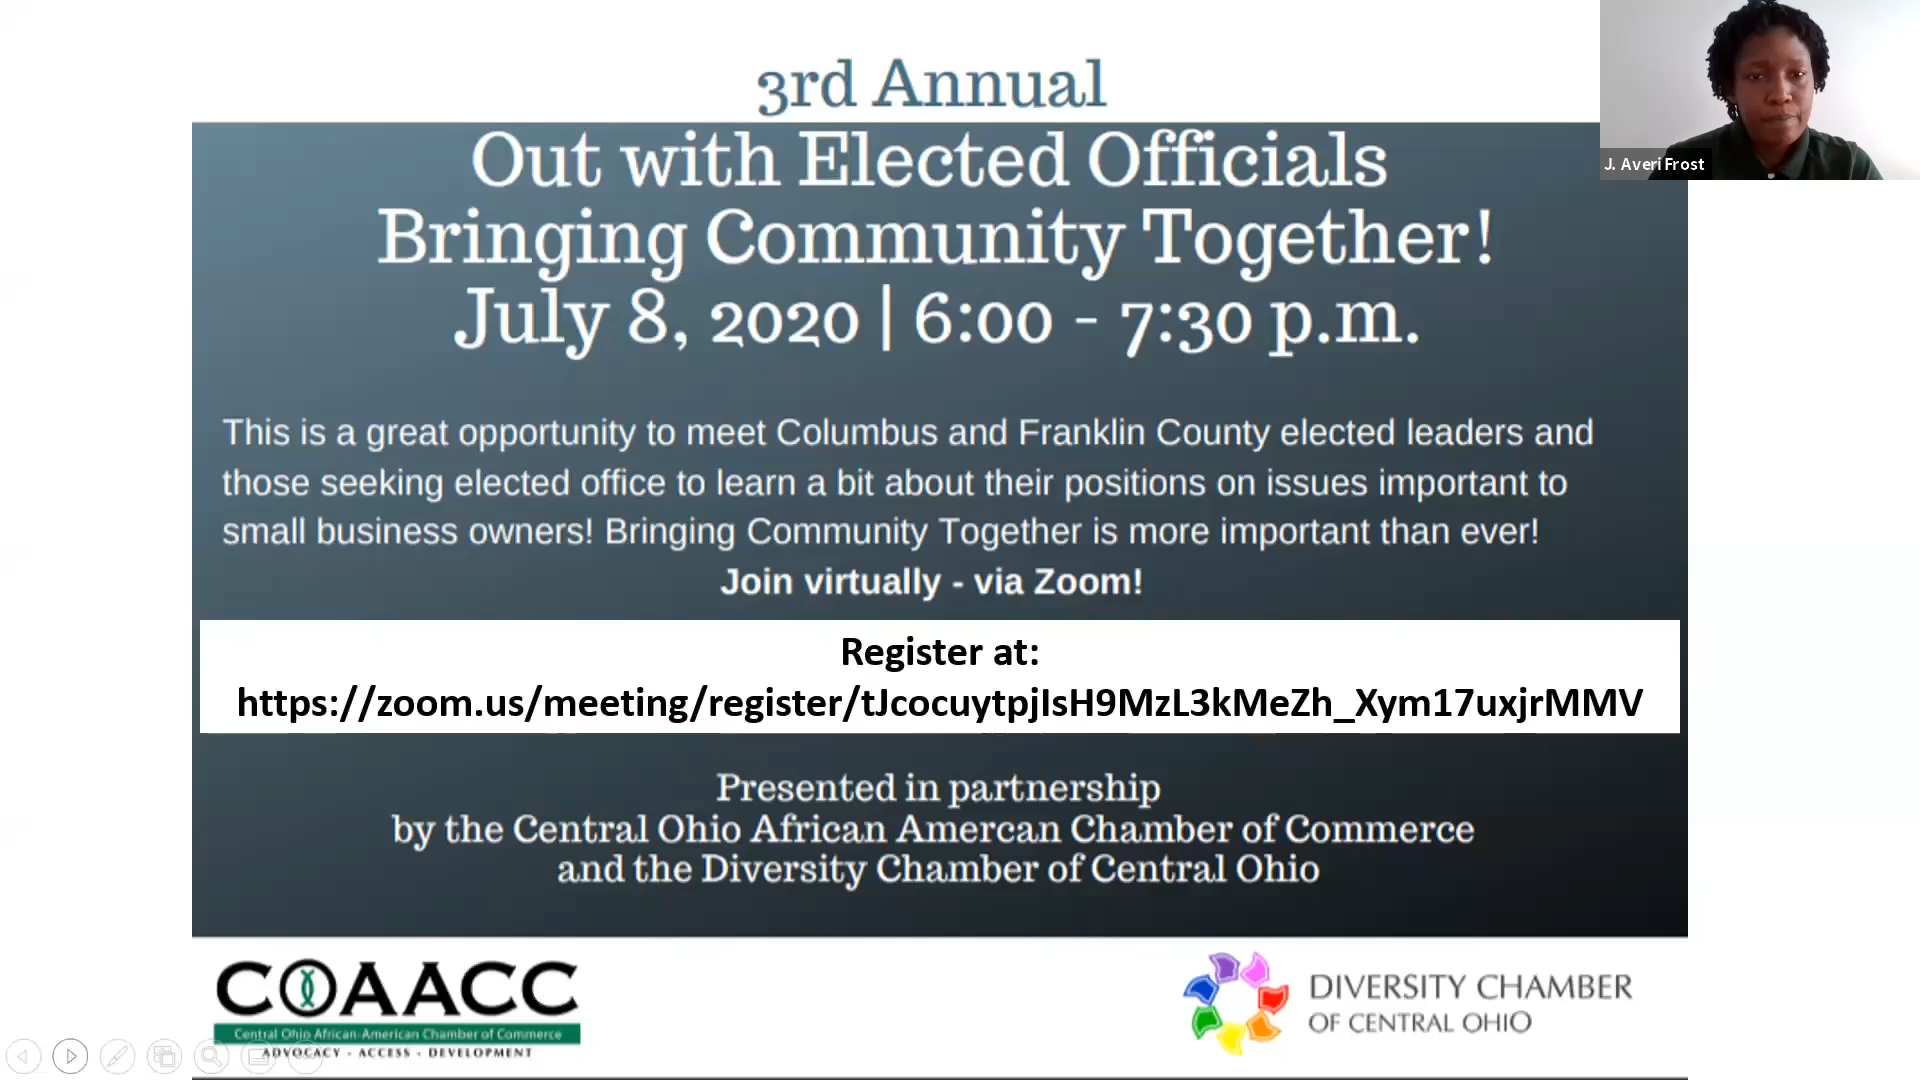 3rd Annual
J. Averi Frost
Out with Elected Officials
Bringing Community Together!
July 8, 2020 | 6:00 - 7:30 p.m.
This is a great opportunity to meet Columbus and Franklin County elected leaders and
those seeking elected office to learn a bit about their positions on issues important to
small business owners! Bringing Community Together is more important than ever!
Join virtually - via Zoom!
Register at:
https://zoom.us/meeting/register/tJcocuytpjIsH9MzL3kMeZh_Xym17uxjrMMV
Presented in partnership
by the Central Ohio African Amercan Chamber of Commerce
and the Diversity Chamber of Central Ohio
COAACC
Central Ohio African-American Chamber of Commerce
ADVOCACY - ACCESS - DEVELOPMENT
DIVERSITY CHAMBER
OF CENTRAL OHIO